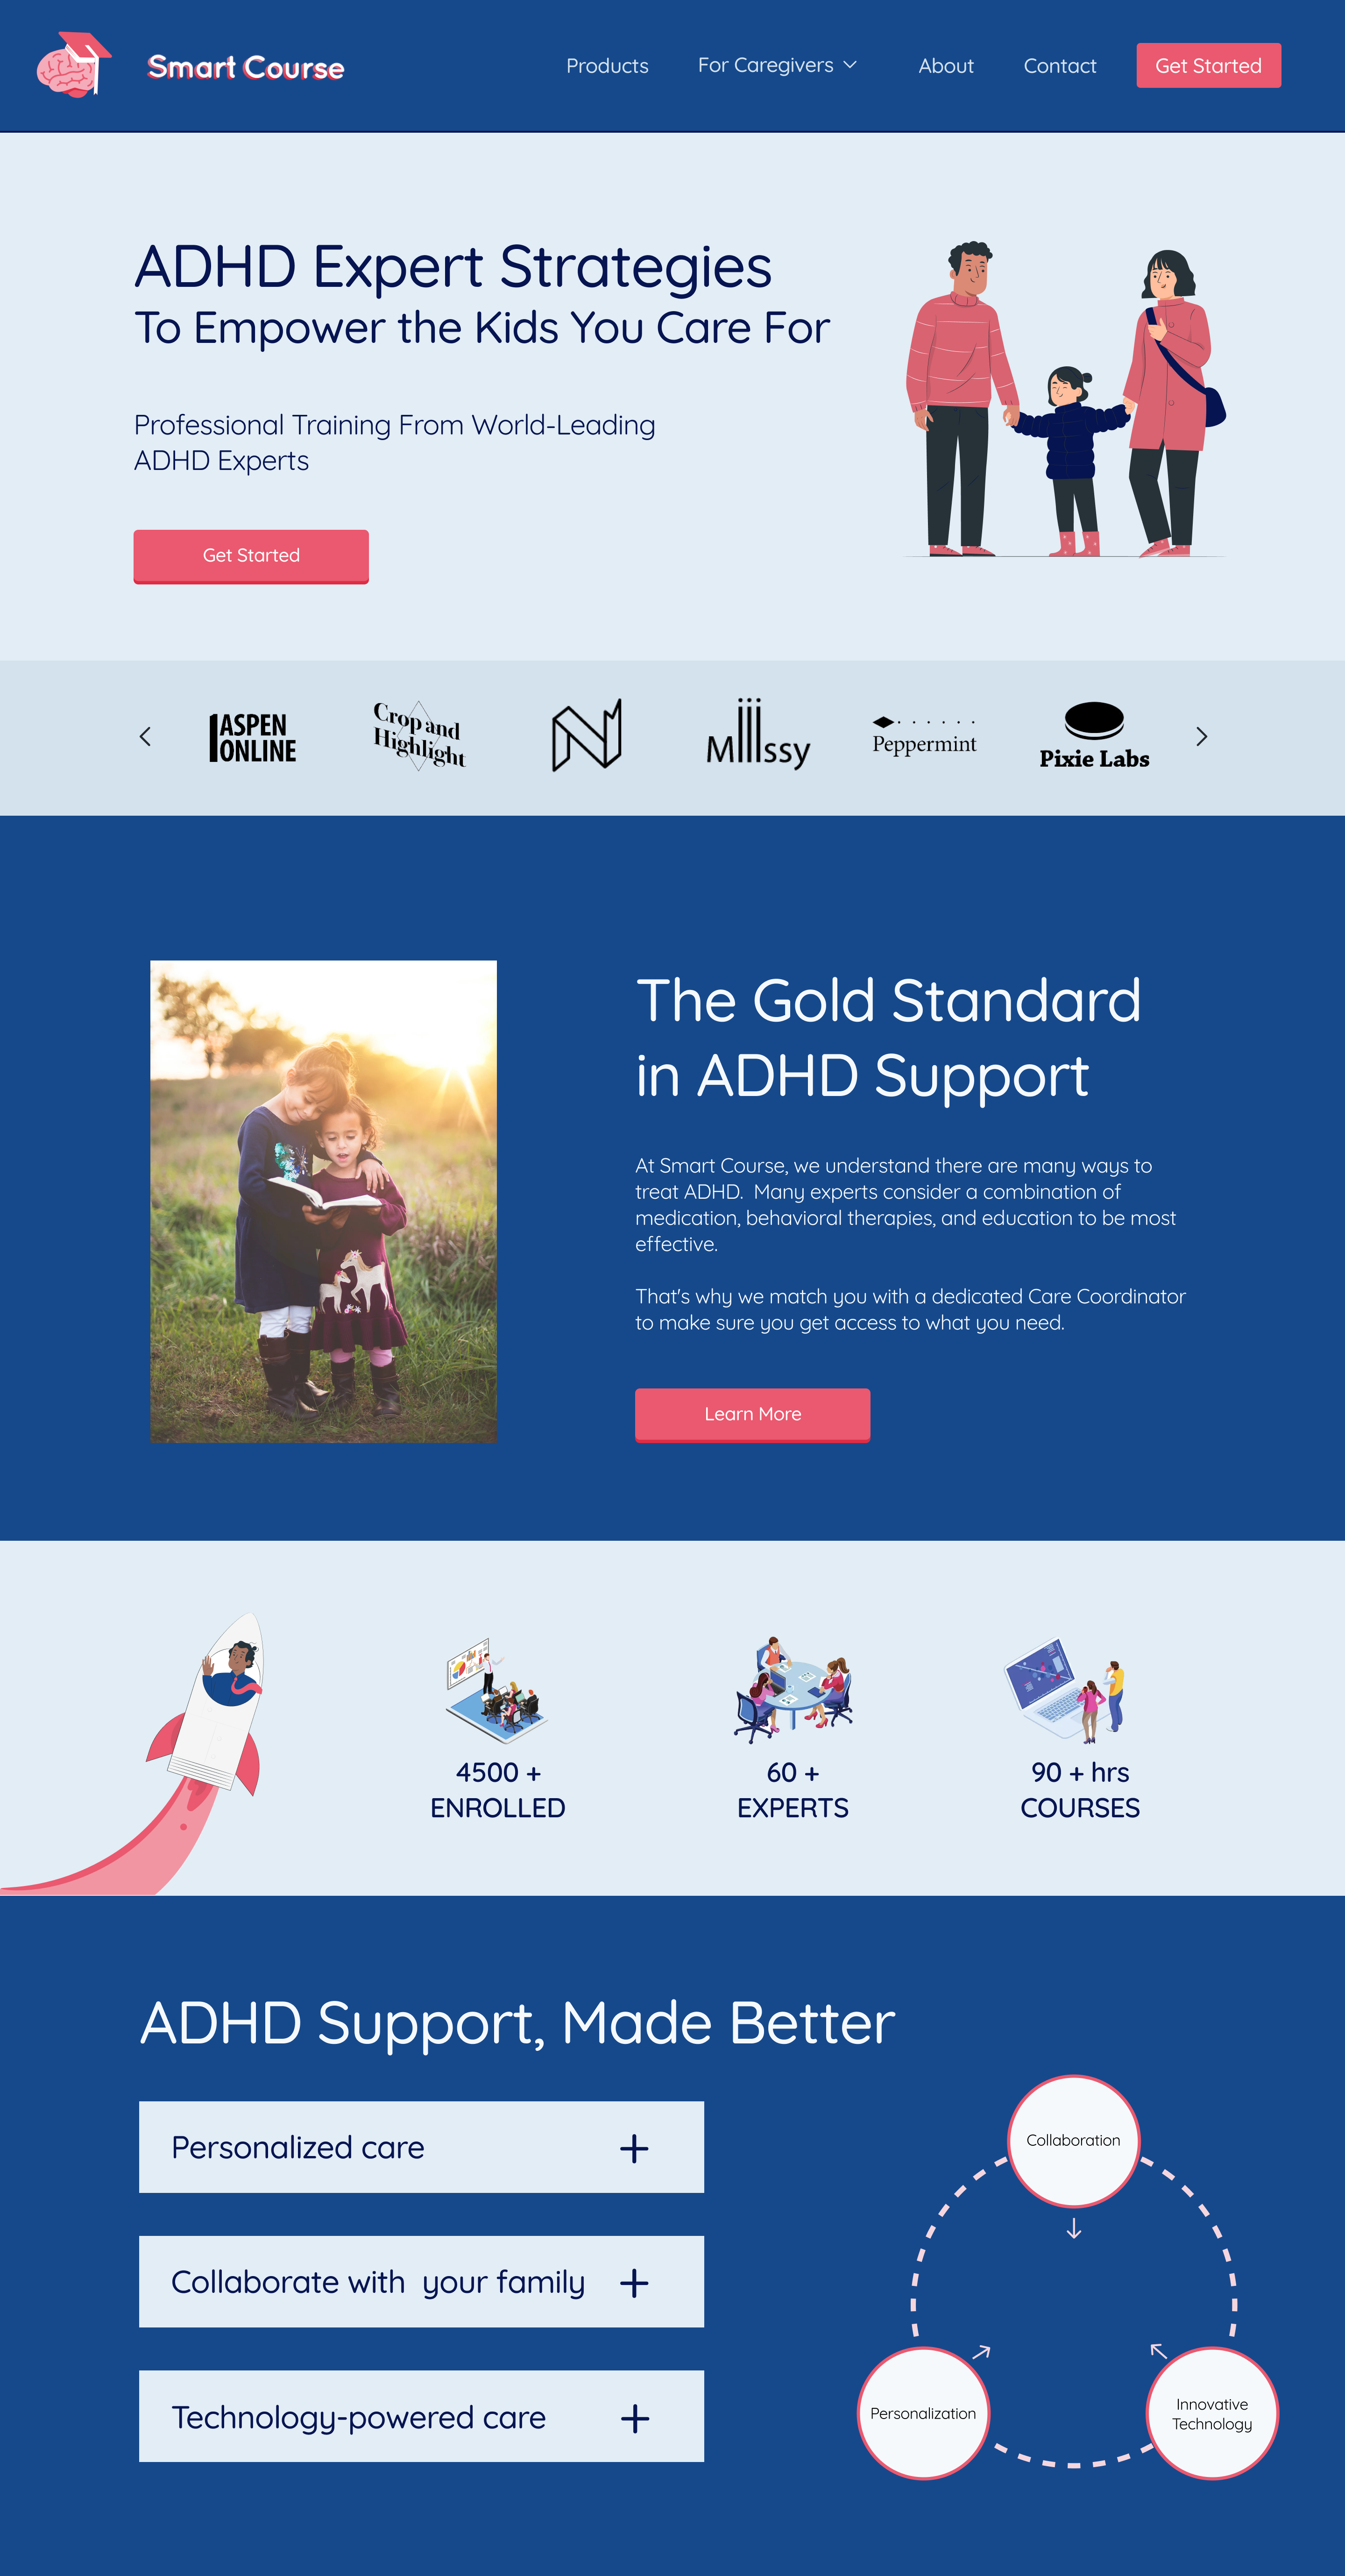 Smart Course
Products
For Caregivers
About
Contact
Get Started
ADHD Expert Strategies
To Empower the Kids You Care For
Professional Training From World-Leading
ADHD Experts
Get Started
ASPEN
ONLINE
Crop and
Highlight
N
Miiissy
Peppermint
Pixie Labs
The Gold Standard
in ADHD Support
At Smart Course, we understand there are many ways to
treat ADHD.  Many experts consider a combination of
medication, behavioral therapies, and education to be most
effective.
That's why we match you with a dedicated Care Coordinator
to make sure you get access to what you need.
Learn More
4500 +
ENROLLED
60 +
EXPERTS
90 + hrs
COURSES
ADHD Support, Made Better
Personalized care
Collaborate with  your family
Technology-powered care
Collaboration
Personalization
Innovative
Technology